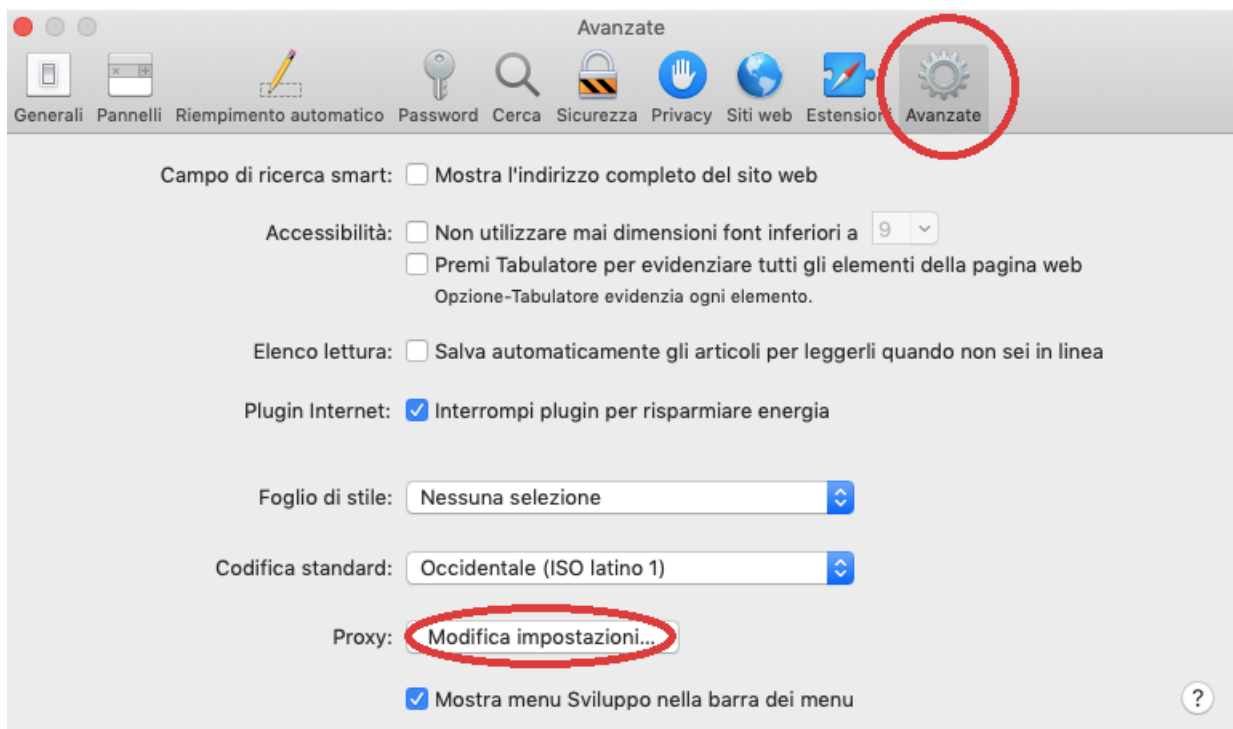 Avanzate
Generali Pannelli Riempimento automatico Password Cerca Sicurezza Privacy Siti web Estensioni Avanzate
Campo di ricerca smart: Mostra l'indirizzo completo del sito web
Accessibilità: Non utilizzare mai dimensioni font inferiori a 9
Premi Tabulatore per evidenziare tutti gli elementi della pagina web
Opzione-Tabulatore evidenzia ogni elemento.
Elenco lettura: Salva automaticamente gli articoli per leggerli quando non sei in linea
Plugin Internet: Interrompi plugin per risparmiare energia
Foglio di stile: Nessuna selezione
Codifica standard: Occidentale (ISO latino 1)
Proxy: Modifica impostazioni...
Mostra menu Sviluppo nella barra dei menu ?